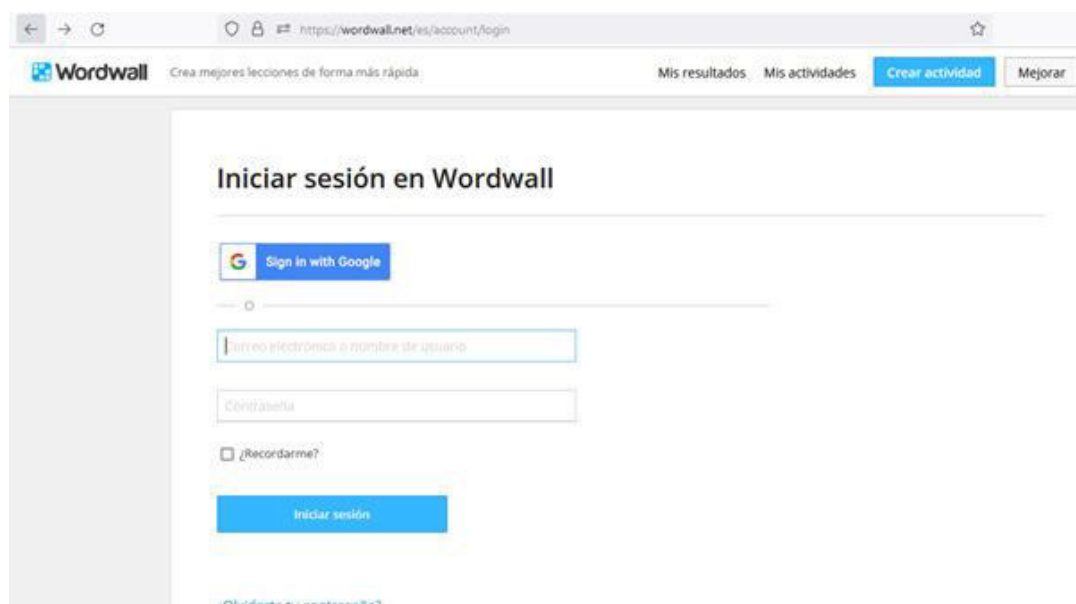 https://wordwall.net/es/account/login
Wordwall Crea mejores lecciones de forma más rápida Mis resultados Mis actividades Crear actividad Mejorar
Iniciar sesión en Wordwall
G Sign in with Google
O
Correo electrónico o nombre de usuario
Contraseña
¿Recordarme?
Iniciar sesión